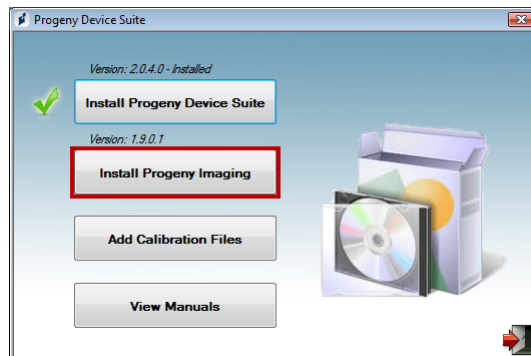 Progeny Device Suite
Version: 2.0.4.0 - Installed
Install Progeny Device Suite
Version: 1.9.0.1
Install Progeny Imaging
Add Calibration Files
View Manuals